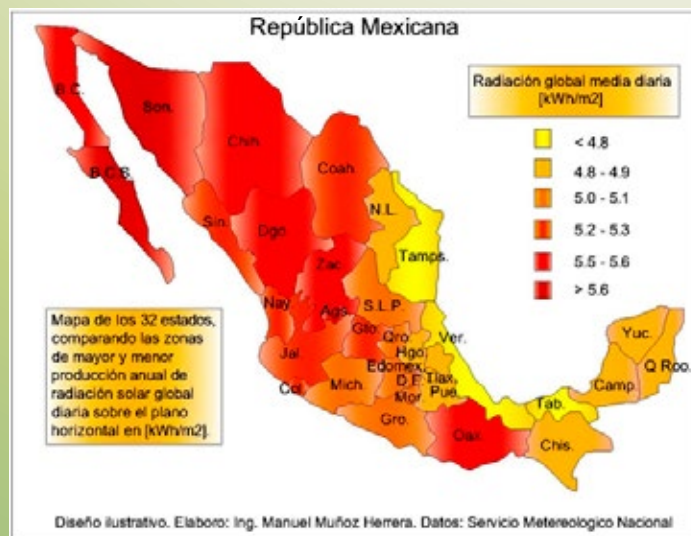 República Mexicana
Radiación global media diaria
[kWh/m2]
< 4.8
4.8 - 4.9
5.0 - 5.1
5.2 - 5.3
5.5 - 5.6
> 5.6
B.C.
Son.
Chih.
Coah.
B.C.S.
Sin.
Dgo.
N.L.
Tamps.
Zac.
Nay.
Ags.
S.L.P.
Gto.
Qro.
Ver.
Hgo.
Jal.
Edomex.
Tlax.
D.F.
Pue.
Col.
Mich.
Mor.
Gro.
Oax.
Tab.
Chis.
Camp.
Yuc.
Q Roo.
Mapa de los 32 estados,
comparando las zonas
de mayor y menor
producción anual de
radiación solar global
diaria sobre el plano
horizontal en [kWh/m2].
Diseño ilustrativo. Elaboro: Ing. Manuel Muñoz Herrera. Datos: Servicio Metereologico Nacional